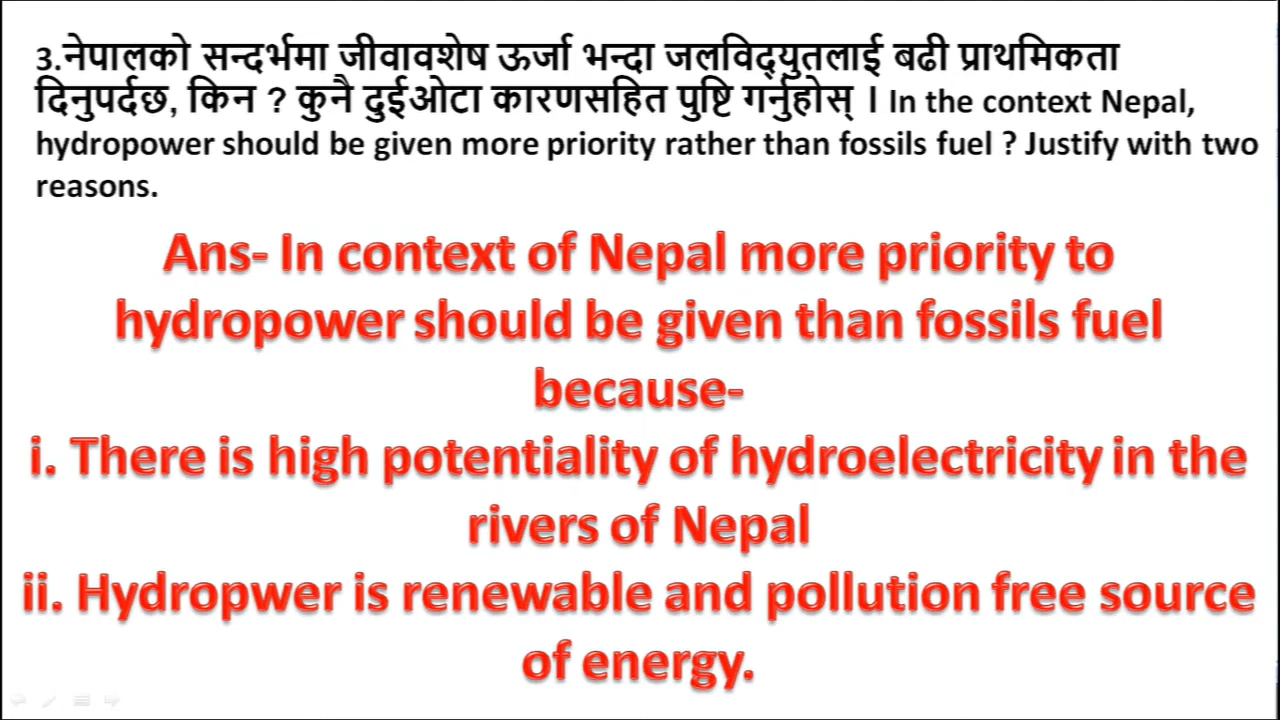 3.नेपालको सन्दर्भमा जीवावशेष ऊर्जा भन्दा जलविद्युतलाई बढी प्राथमिकता
दिनुपर्दछ, किन ? कुनै दुईओटा कारणसहित पुष्टि गर्नुहोस् । In the context Nepal,
hydropower should be given more priority rather than fossils fuel ? Justify with two
reasons.
Ans- In context of Nepal more priority to
hydropower should be given than fossils fuel
because-
i. There is high potentiality of hydroelectricity in the
rivers of Nepal
ii. Hydropwer is renewable and pollution free source
of energy.